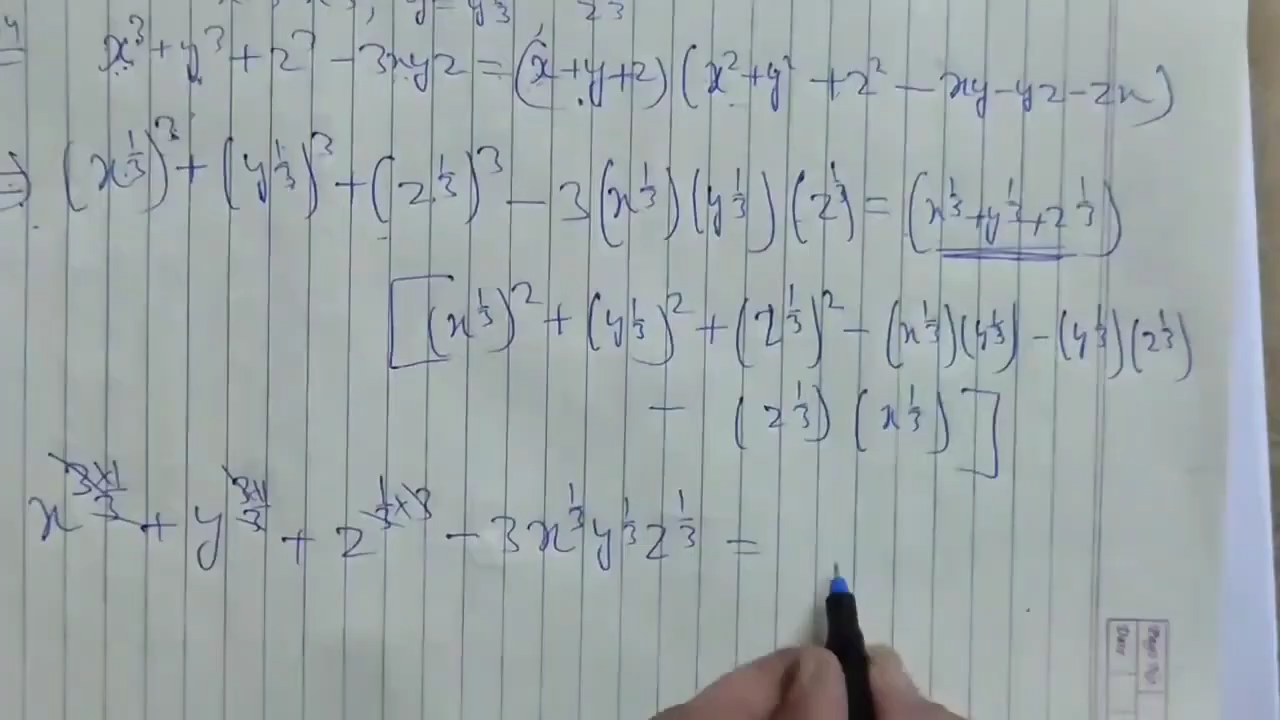 x³ + y³ + z³ - 3xyz = (x + y + z) (x² + y² + z² - xy - yz - zx)
⇒ (x^1/3)³ + (y^1/3)³ + (z^1/3)³ - 3(x^1/3)(y^1/3)(z^1/3) = (x^1/3 + y^1/3 + z^1/3)
[(x^1/3)² + (y^1/3)² + (z^1/3)² - (x^1/3)(y^1/3) - (y^1/3)(z^1/3)
- (z^1/3)(x^1/3)]
x^3×1/3 + y^3×1/3 + z^1/3×3 - 3x^1/3 y^1/3 z^1/3 =
Page No
Date